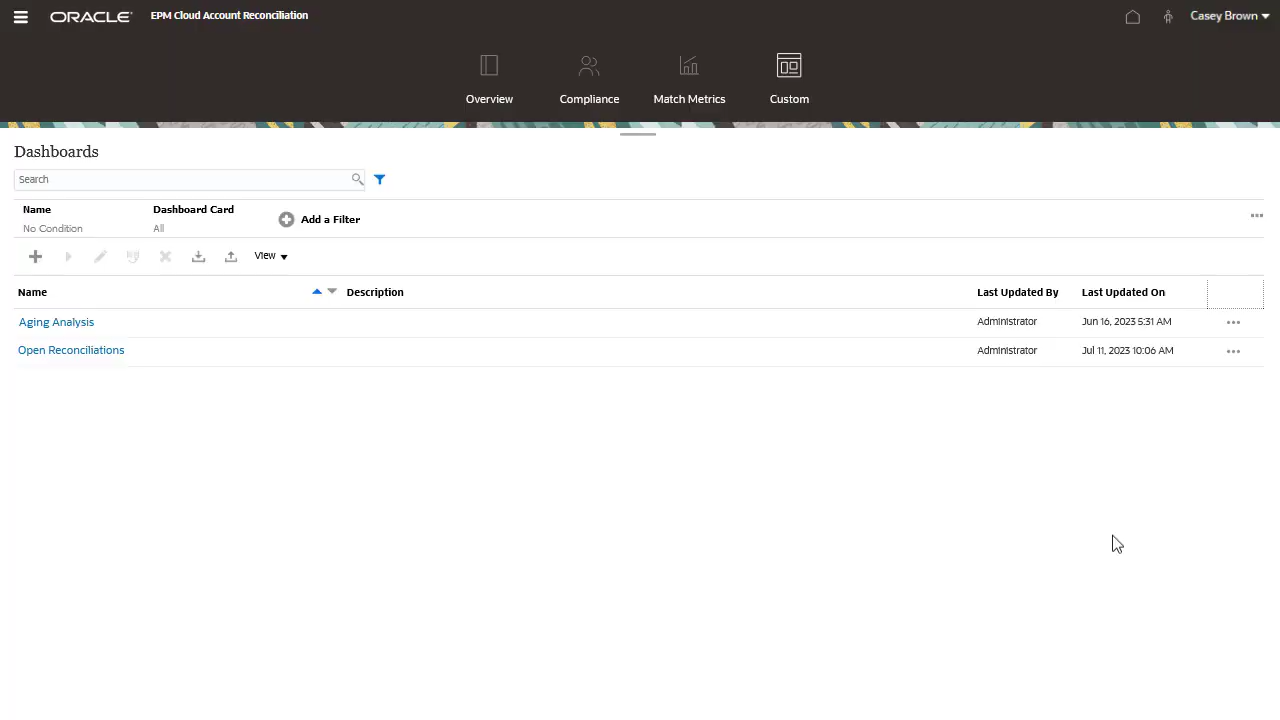 ORACLE EPM Cloud Account Reconciliation Casey Brown
Overview Compliance Match Metrics Custom
Dashboards
Search
Name Dashboard Card Add a Filter
No Condition All
View
Name Description Last Updated By Last Updated On
Aging Analysis Administrator Jun 16, 2023 5:31 AM
Open Reconciliations Administrator Jul 11, 2023 10:06 AM